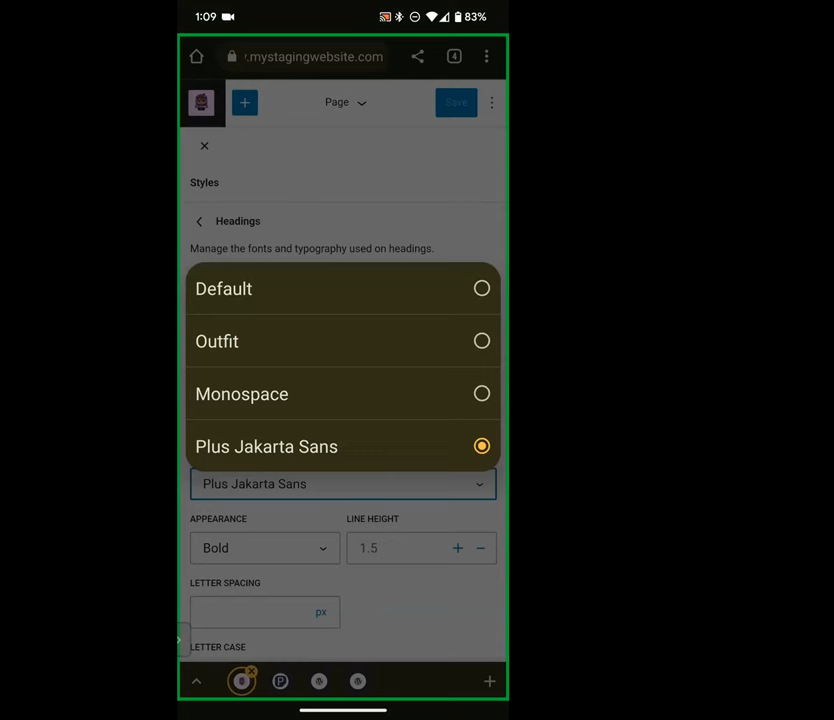 1:09
83%
.mystagingwebsite.com
4
Page
Save
Styles
Headings
Manage the fonts and typography used on headings.
Default
Outfit
Monospace
Plus Jakarta Sans
Plus Jakarta Sans
APPEARANCE
LINE HEIGHT
Bold
1.5
LETTER SPACING
px
LETTER CASE